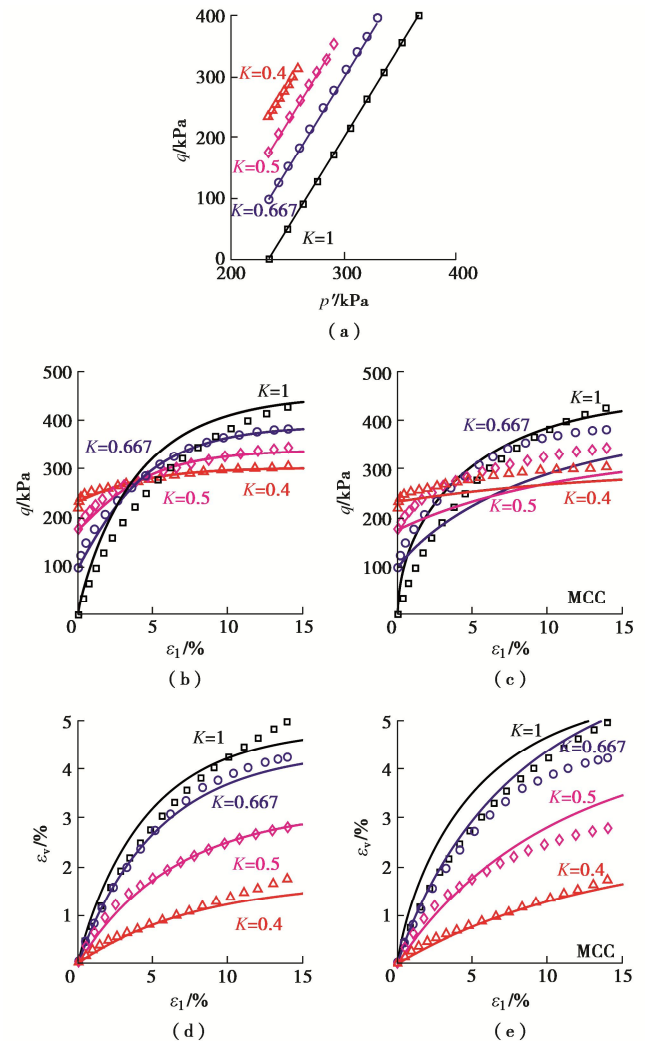 400
300
200
100
0
q/kPa
K=0.4
K=0.5
K=0.667
K=1
200
300
400
p′/kPa
(a)
500
400
300
200
100
0
q/kPa
K=1
K=0.667
K=0.5
K=0.4
5
10
15
ε₁/%
(b)
500
400
300
200
100
0
q/kPa
K=1
K=0.667
K=0.5
K=0.4
MCC
5
10
15
ε₁/%
(c)
5
4
3
2
1
0
εᵥ/%
K=1
K=0.667
K=0.5
K=0.4
5
10
15
ε₁/%
(d)
5
4
3
2
1
0
εᵥ/%
K=1
K=0.667
K=0.5
K=0.4
MCC
5
10
15
ε₁/%
(e)